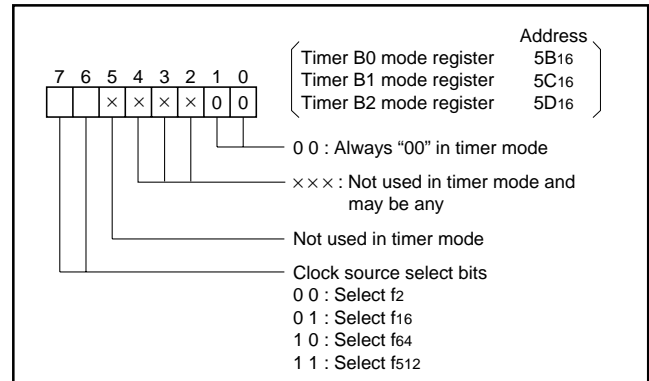 Address
Timer B0 mode register 5B16
Timer B1 mode register 5C16
Timer B2 mode register 5D16
7 6 5 4 3 2 1 0
× × × × 0 0
0 0 : Always “00” in timer mode
××× : Not used in timer mode and
may be any
Not used in timer mode
Clock source select bits
0 0 : Select f2
0 1 : Select f16
1 0 : Select f64
1 1 : Select f512